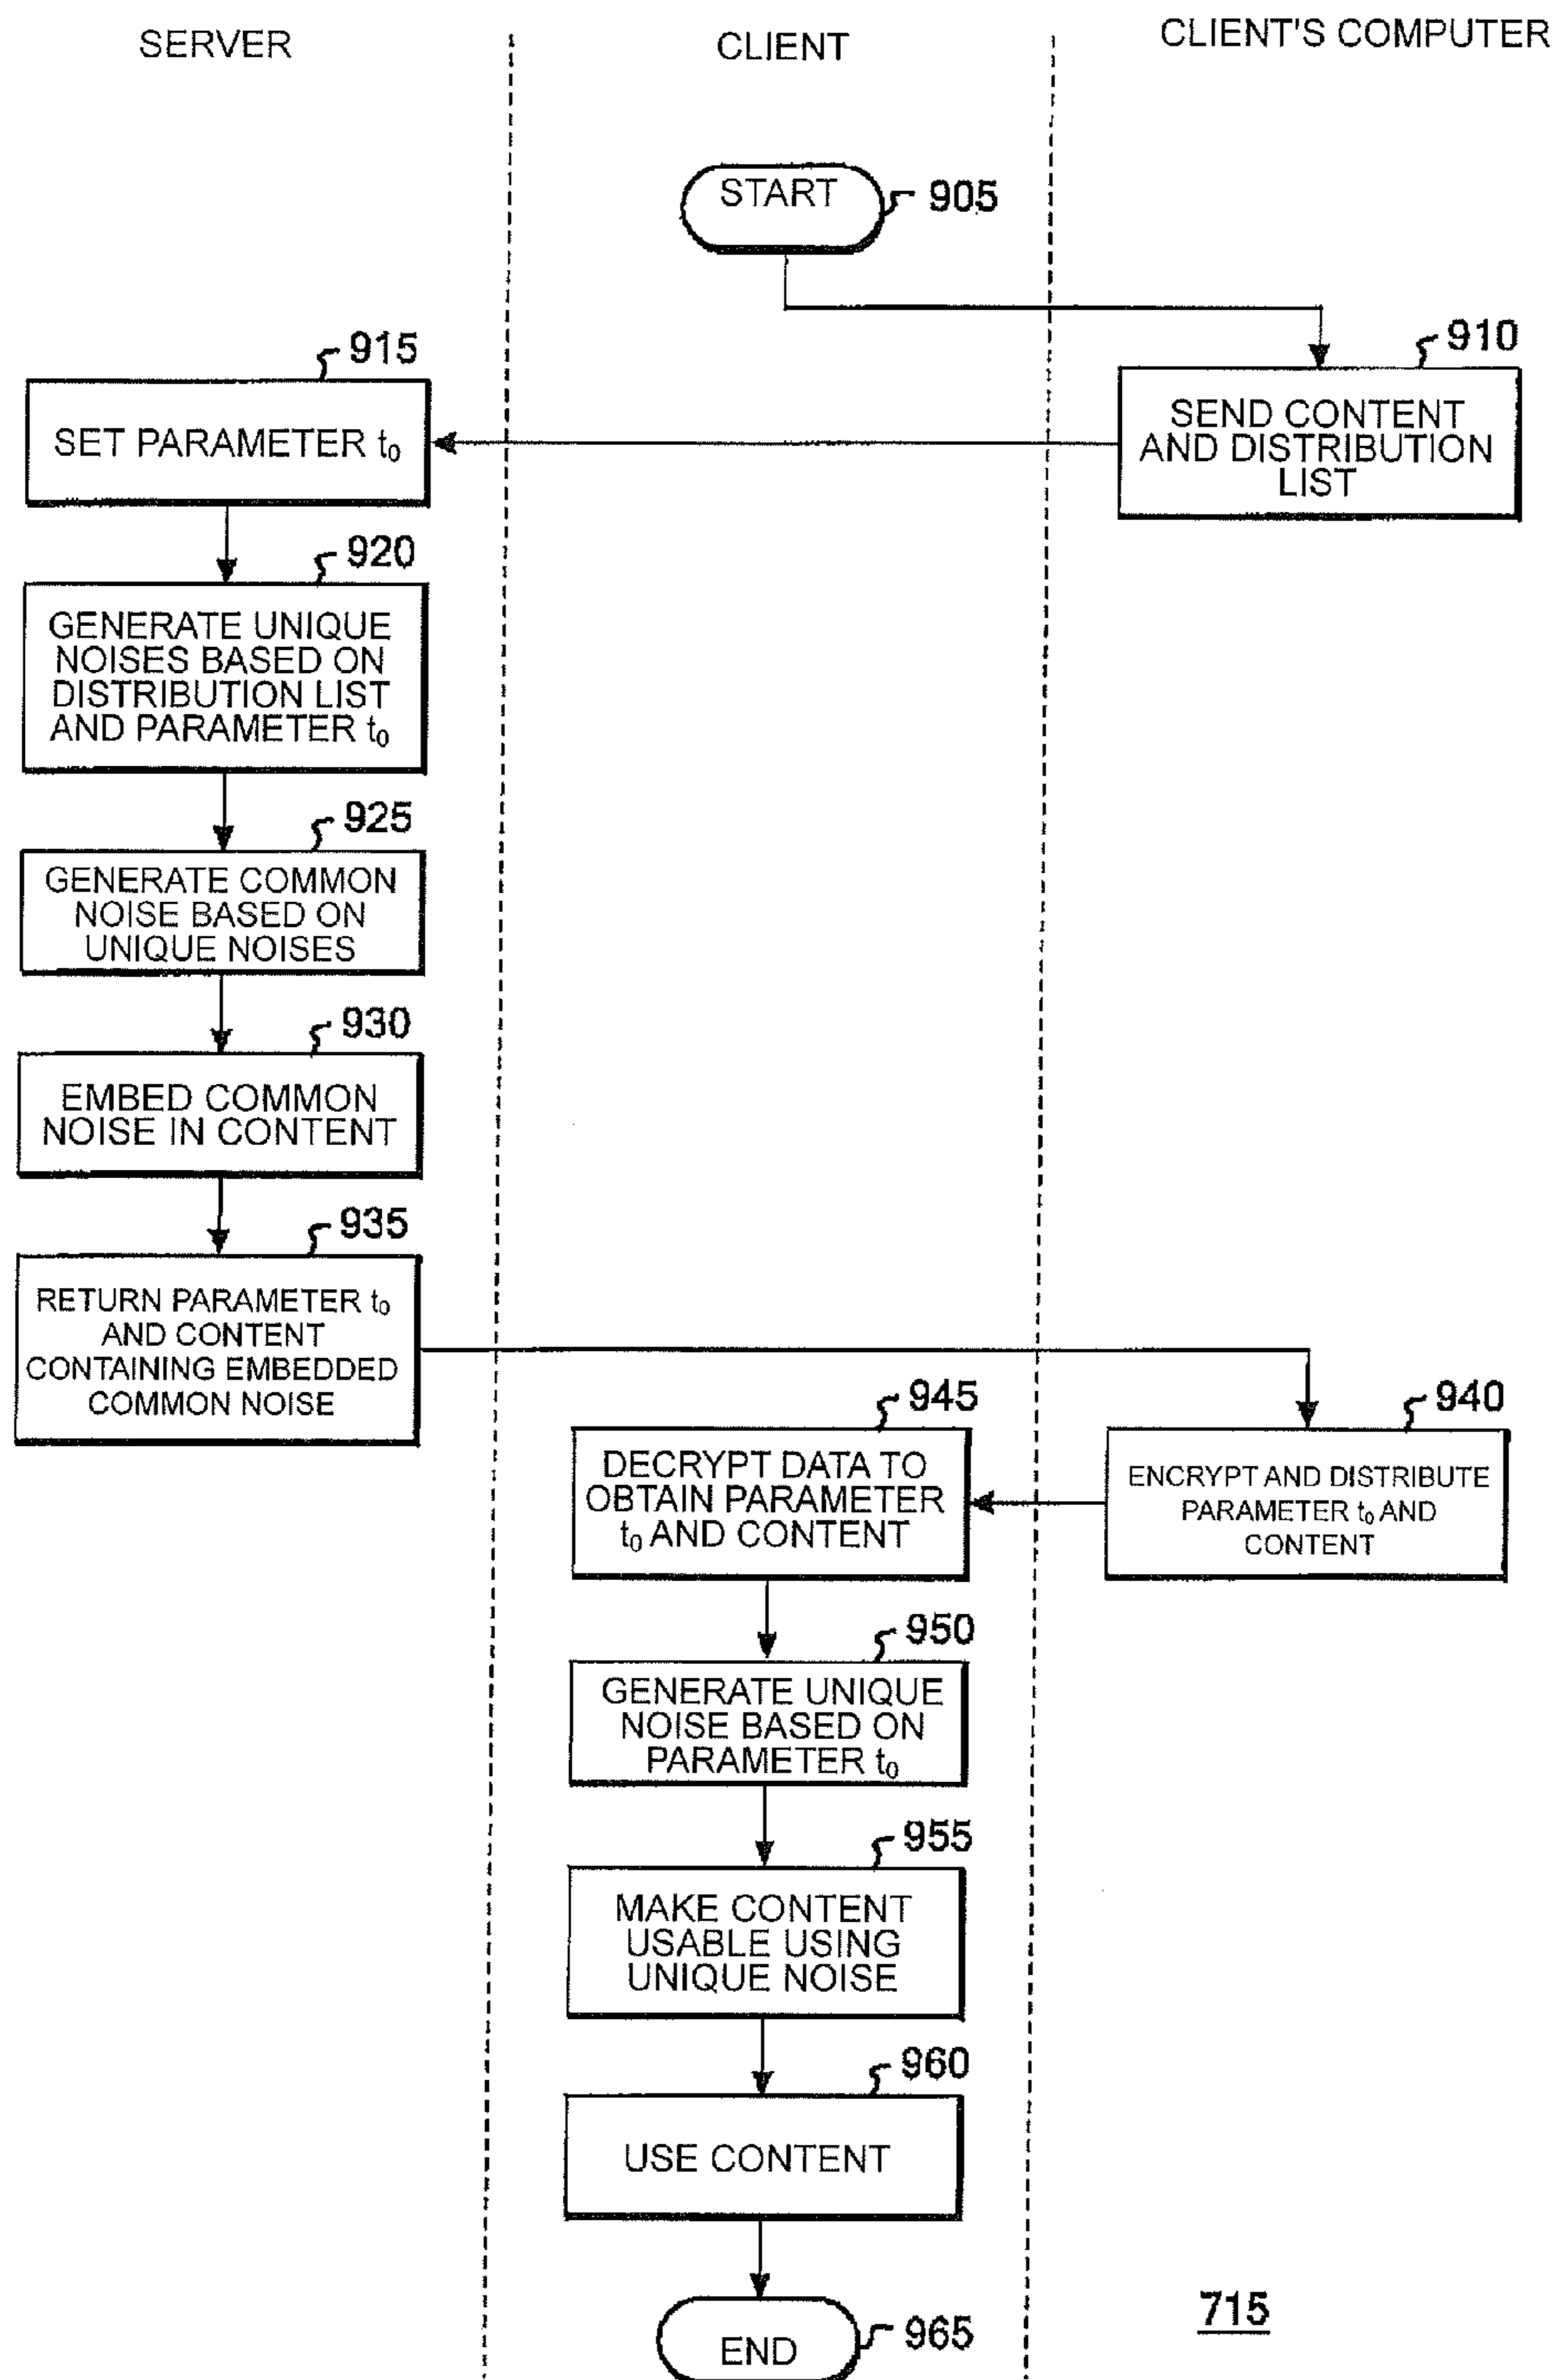 SERVER
CLIENT
CLIENT'S COMPUTER
START
905
910
SEND CONTENT
AND DISTRIBUTION
LIST
915
SET PARAMETER t₀
920
GENERATE UNIQUE
NOISES BASED ON
DISTRIBUTION LIST
AND PARAMETER t₀
925
GENERATE COMMON
NOISE BASED ON
UNIQUE NOISES
930
EMBED COMMON
NOISE IN CONTENT
935
RETURN PARAMETER t₀
AND CONTENT
CONTAINING EMBEDDED
COMMON NOISE
940
ENCRYPT AND DISTRIBUTE
PARAMETER t₀ AND
CONTENT
945
DECRYPT DATA TO
OBTAIN PARAMETER
t₀ AND CONTENT
950
GENERATE UNIQUE
NOISE BASED ON
PARAMETER t₀
955
MAKE CONTENT
USABLE USING
UNIQUE NOISE
960
USE CONTENT
END
965
715